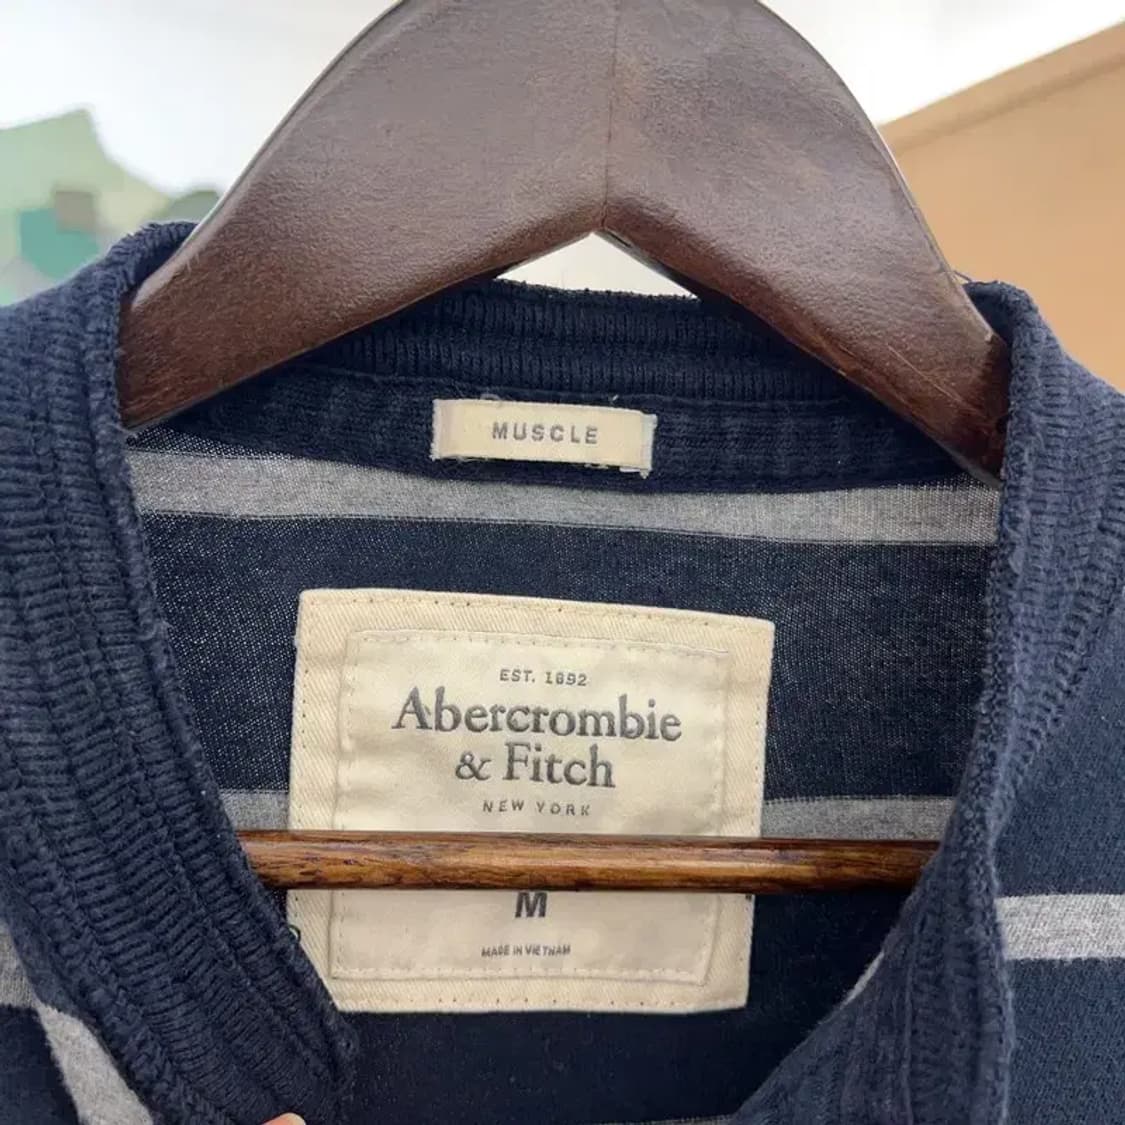 MUSCLE
EST. 1892
Abercrombie
& Fitch
NEW YORK
M
MADE IN VIETNAM